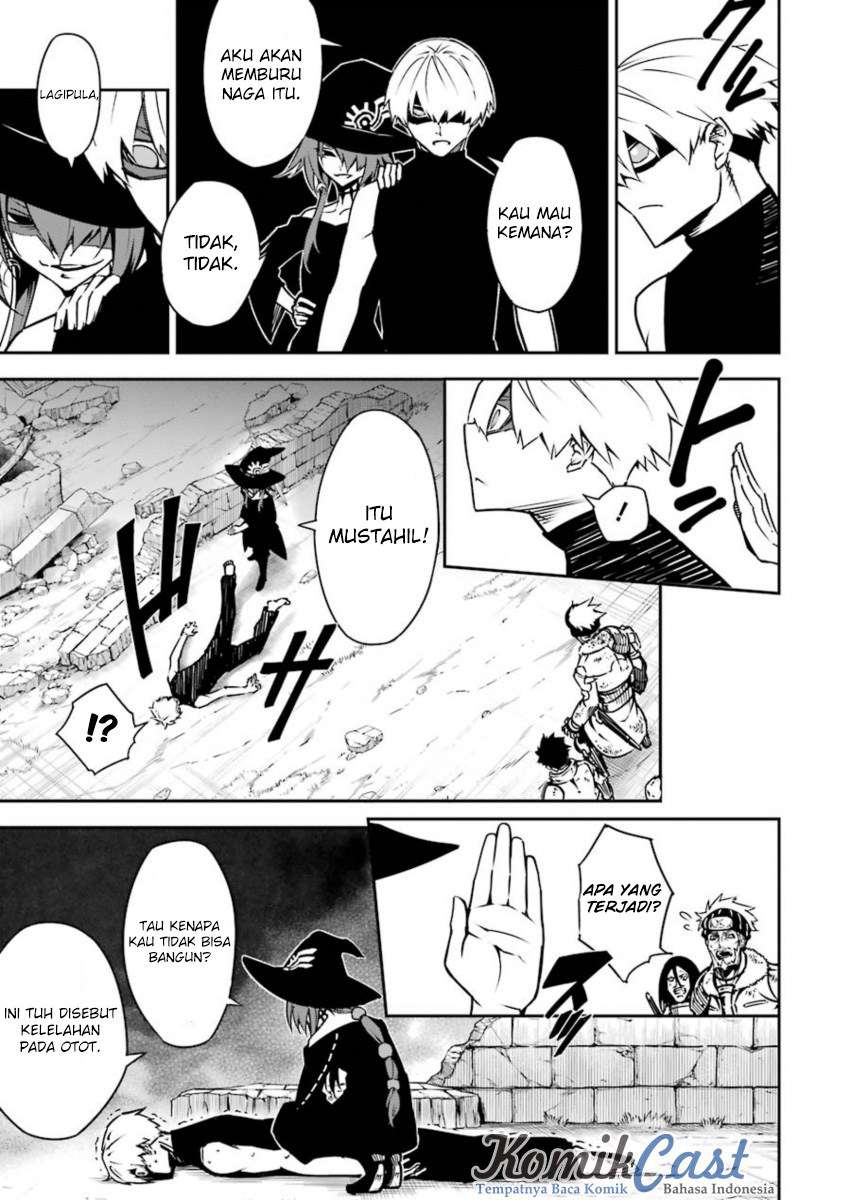 KAU MAU
KEMANA?
AKU AKAN
MEMBURU
NAGA ITU.
TIDAK,
TIDAK.
LAGIPULA,
!
ITU
MUSTAHIL!
!?
APA YANG
TERJADI?
TAU KENAPA
KAU TIDAK BISA
BANGUN?
INI TUH DISEBUT
KELELAHAN
PADA OTOT.
KomikCast
Tempatnya Baca Komik Bahasa Indonesia